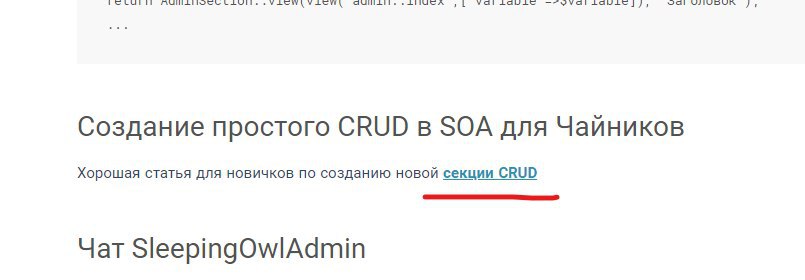 return AdminSection::view(view('admin::index',['variable'=>$variable]), 'Заголовок');
...
Создание простого CRUD в SOA для Чайников
Хорошая статья для новичков по созданию новой секции CRUD
Чат SleepingOwlAdmin